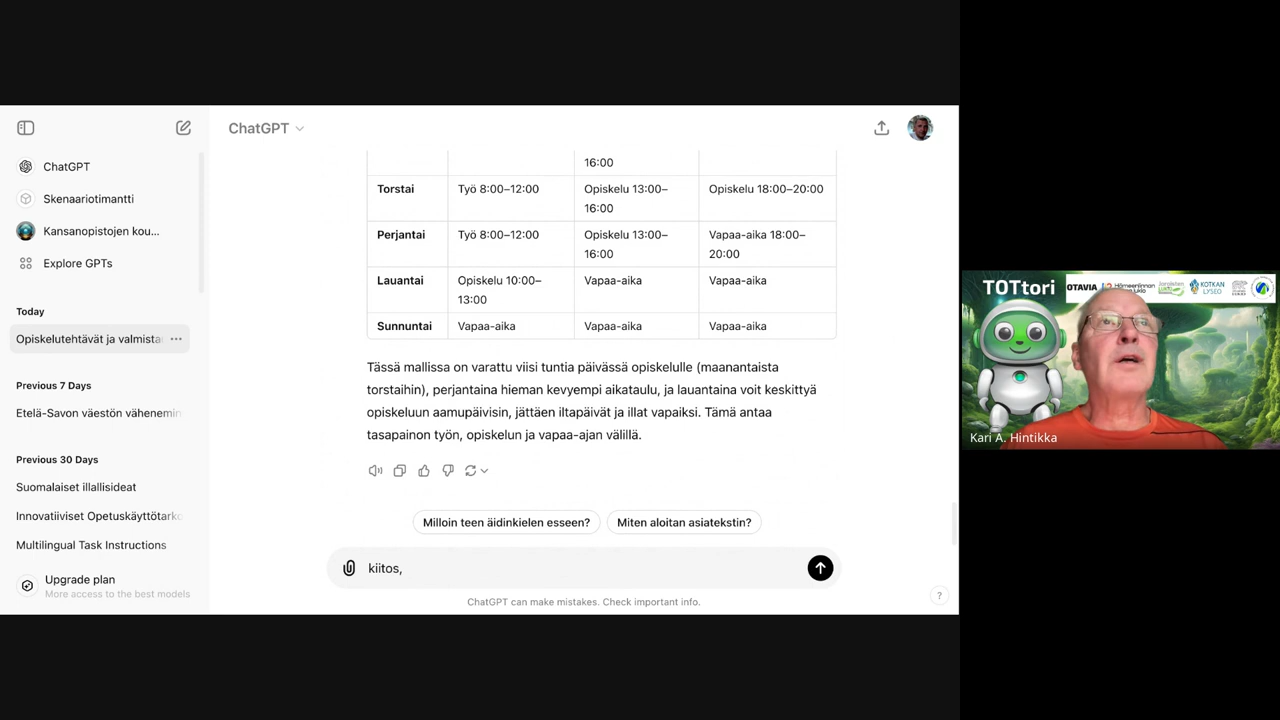 ChatGPT
ChatGPT
Skenaariotimantti
Kansanopistojen kou...
Explore GPTs
Today
Opiskelutehtävät ja valmista
Previous 7 Days
Etelä-Savon väestön vähenemin
Previous 30 Days
Suomalaiset illallisideat
Innovatiiviset Opetuskäyttötarko
Multilingual Task Instructions
Upgrade plan
More access to the best models
16:00
Torstai Työ 8:00–12:00 Opiskelu 13:00– Opiskelu 18:00–20:00
16:00
Perjantai Työ 8:00–12:00 Opiskelu 13:00– Vapaa-aika 18:00–
16:00 20:00
Lauantai Opiskelu 10:00– Vapaa-aika Vapaa-aika
13:00
Sunnuntai Vapaa-aika Vapaa-aika Vapaa-aika
Tässä mallissa on varattu viisi tuntia päivässä opiskelulle (maanantaista
torstaihin), perjantaina hieman kevyempi aikataulu, ja lauantaina voit keskittyä
opiskeluun aamupäivisin, jättäen iltapäivät ja illat vapaiksi. Tämä antaa
tasapainon työn, opiskelun ja vapaa-ajan välillä.
Milloin teen äidinkielen esseen? Miten aloitan asiatekstin?
kiitos,
ChatGPT can make mistakes. Check important info.
?
TOTtori
OTAVIA
KOTKAN
LYSEO
Kari A. Hintikka